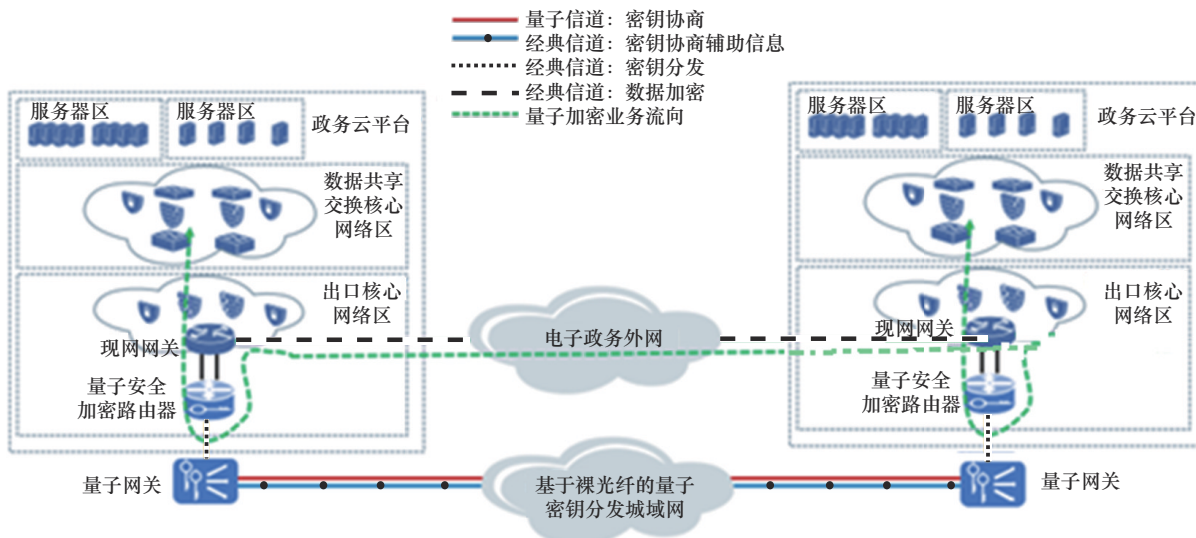 量子信道：密钥协商
经典信道：密钥协商辅助信息
经典信道：密钥分发
经典信道：数据加密
量子加密业务流向
服务器区
服务器区
政务云平台
数据共享
交换核心
网络区
出口核心
网络区
现网网关
量子安全
加密路由器
量子网关
电子政务外网
基于裸光纤的量子
密钥分发城域网
服务器区
服务器区
政务云平台
数据共享
交换核心
网络区
出口核心
网络区
现网网关
量子安全
加密路由器
量子网关